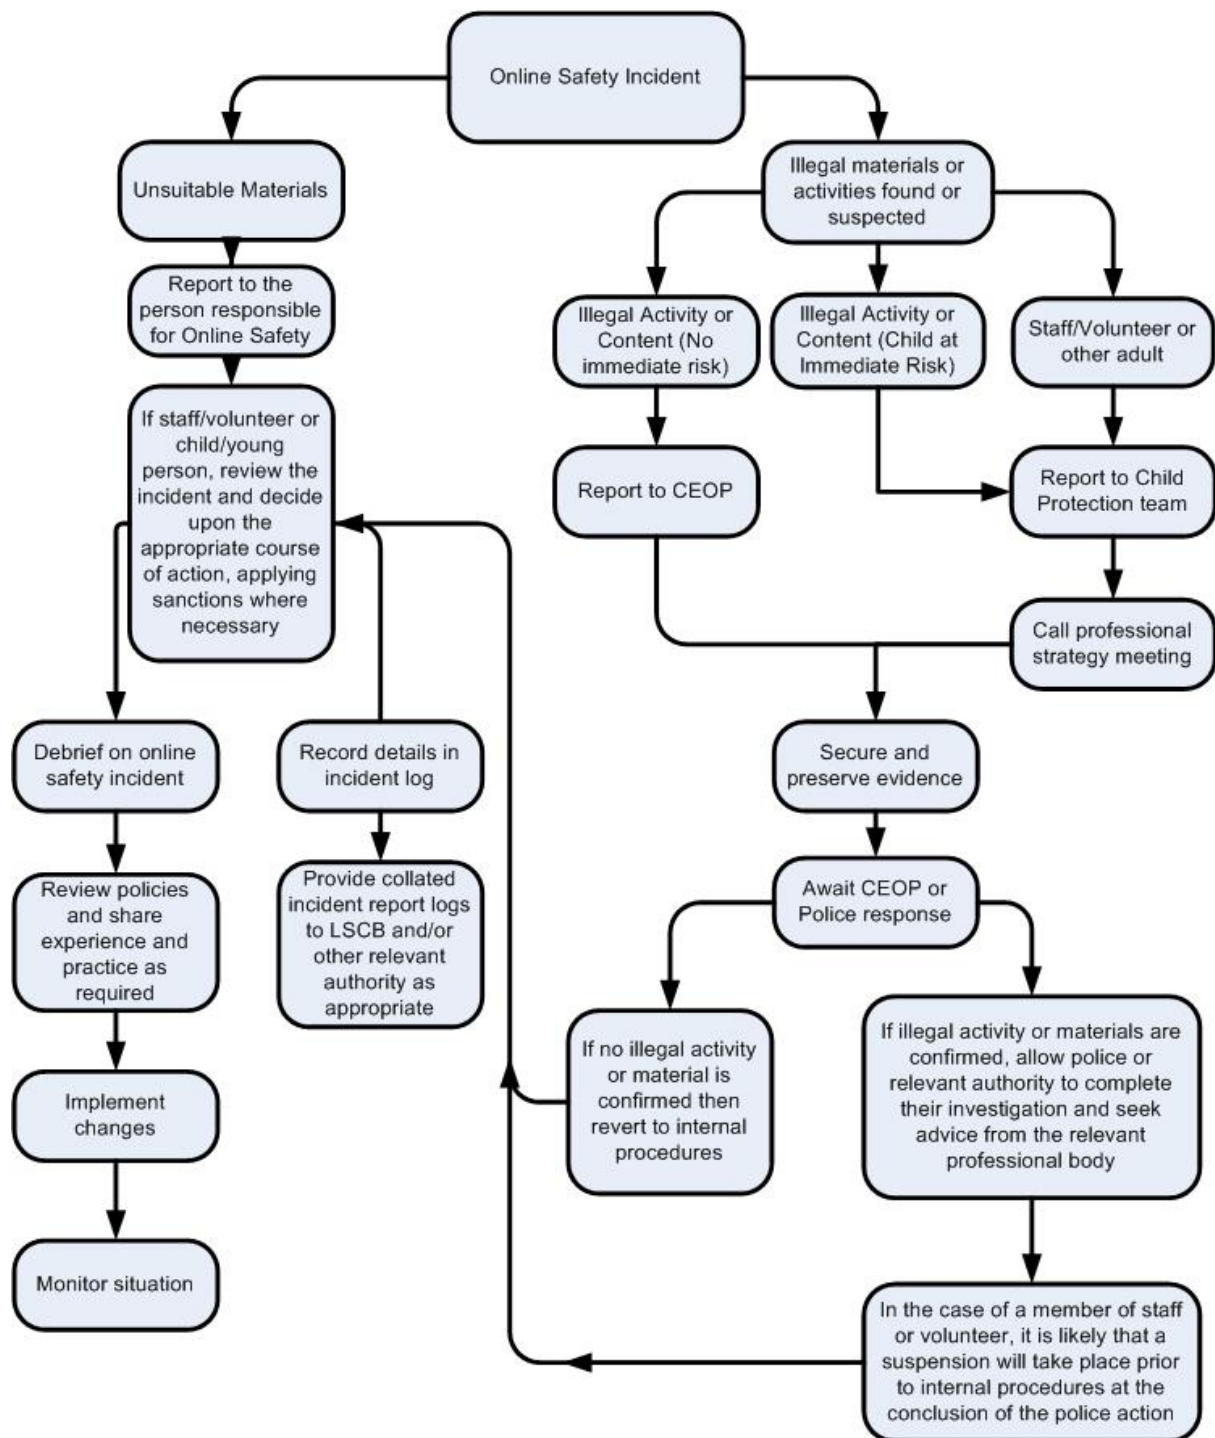 Online Safety Incident
Unsuitable Materials
Illegal materials or
activities found or
suspected
Report to the
person responsible
for Online Safety
Illegal Activity or
Content (No
immediate risk)
Illegal Activity or
Content (Child at
Immediate Risk)
Staff/Volunteer or
other adult
If staff/volunteer or
child/young
person, review the
incident and decide
upon the
appropriate course
of action, applying
sanctions where
necessary
Report to CEOP
Report to Child
Protection team
Call professional
strategy meeting
Debrief on online
safety incident
Record details in
incident log
Secure and
preserve evidence
Review policies
and share
experience and
practice as
required
Provide collated
incident report logs
to LSCB and/or
other relevant
authority as
appropriate
Await CEOP or
Police response
If no illegal activity
or material is
confirmed then
revert to internal
procedures
If illegal activity or materials are
confirmed, allow police or
relevant authority to complete
their investigation and seek
advice from the relevant
professional body
Implement
changes
Monitor situation
In the case of a member of staff
or volunteer, it is likely that a
suspension will take place prior
to internal procedures at the
conclusion of the police action